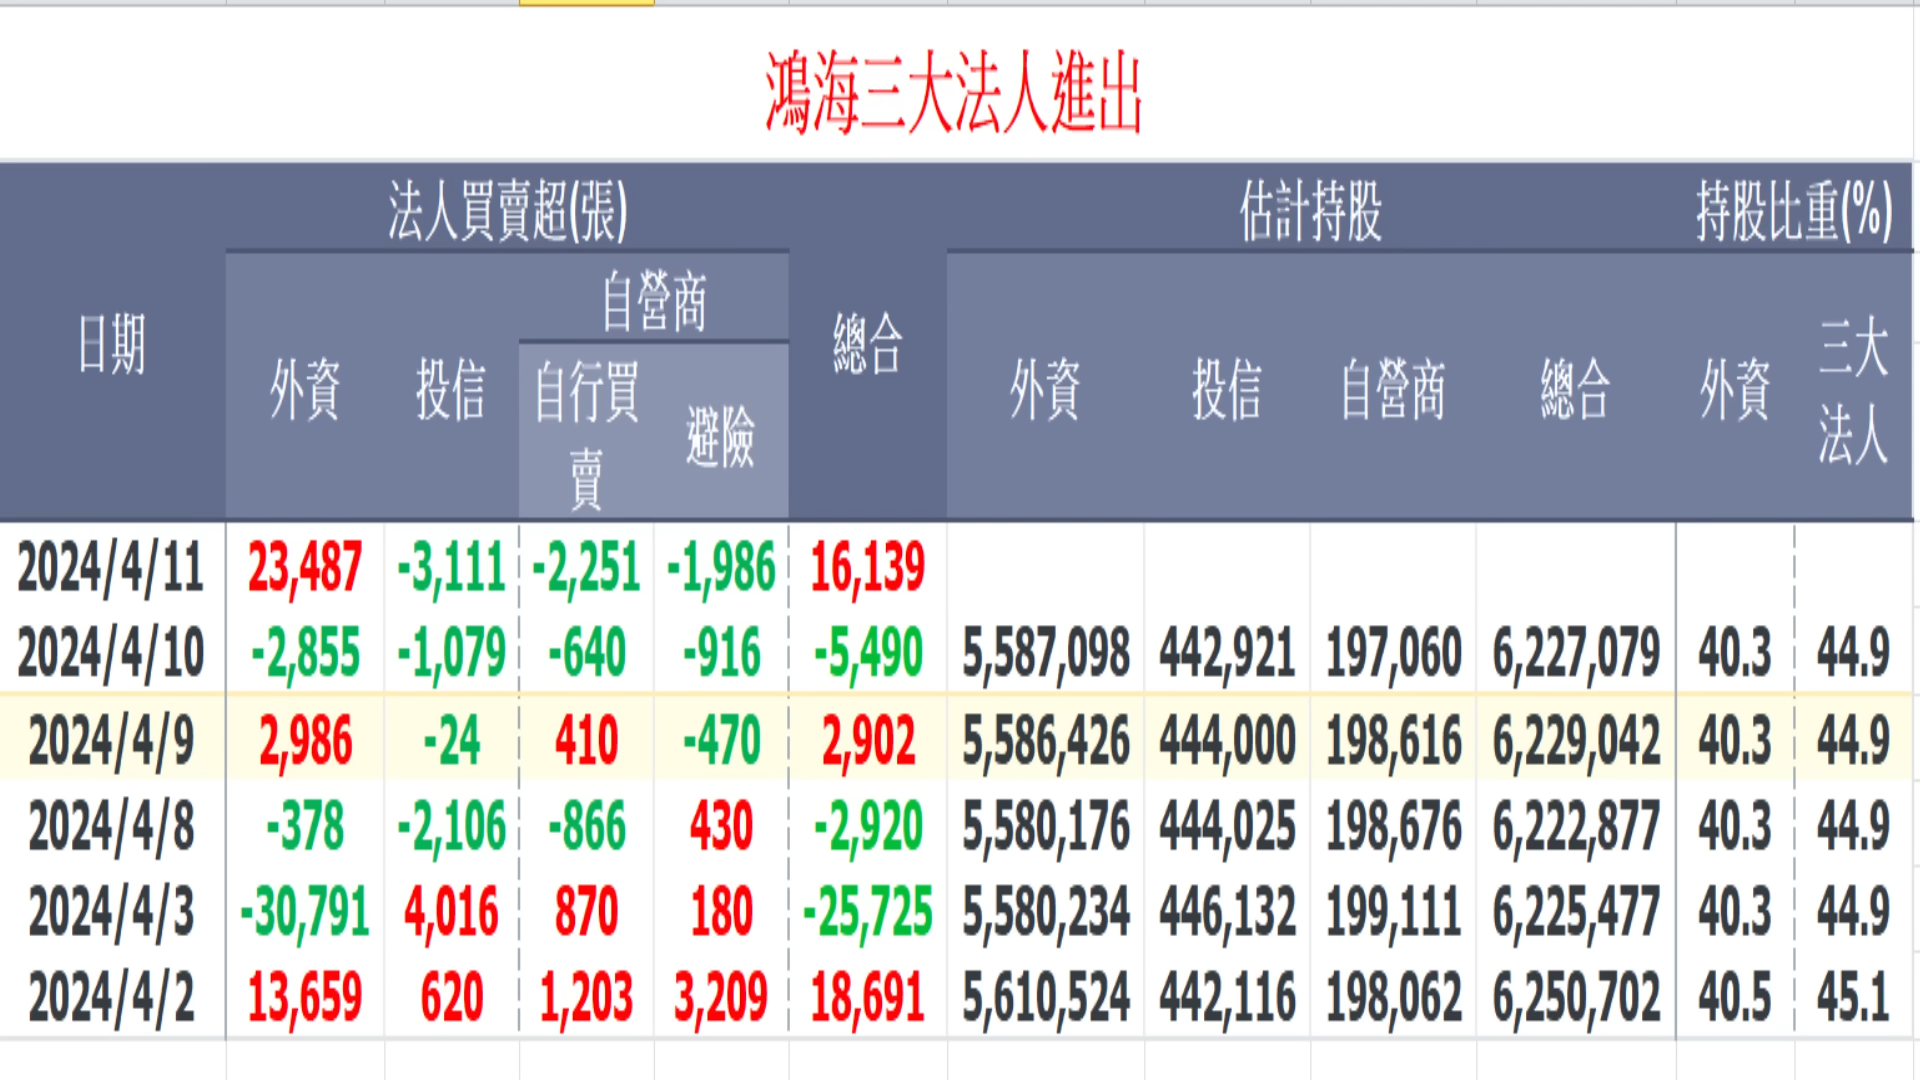 鴻海三大法人進出
日期 法人買賣超(張) 總合 估計持股 持股比重(%)
外資 投信 自營商 外資 投信 自營商 總合 外資 三大
法人
自行買
賣 避險
2024/4/11 23,487 -3,111 -2,251 -1,986 16,139
2024/4/10 -2,855 -1,079 -640 -916 -5,490 5,587,098 442,921 197,060 6,227,079 40.3 44.9
2024/4/9 2,986 -24 410 -470 2,902 5,586,426 444,000 198,616 6,229,042 40.3 44.9
2024/4/8 -378 -2,106 -866 430 -2,920 5,580,176 444,025 198,676 6,222,877 40.3 44.9
2024/4/3 -30,791 4,016 870 180 -25,725 5,580,234 446,132 199,111 6,225,477 40.3 44.9
2024/4/2 13,659 620 1,203 3,209 18,691 5,610,524 442,116 198,062 6,250,702 40.5 45.1